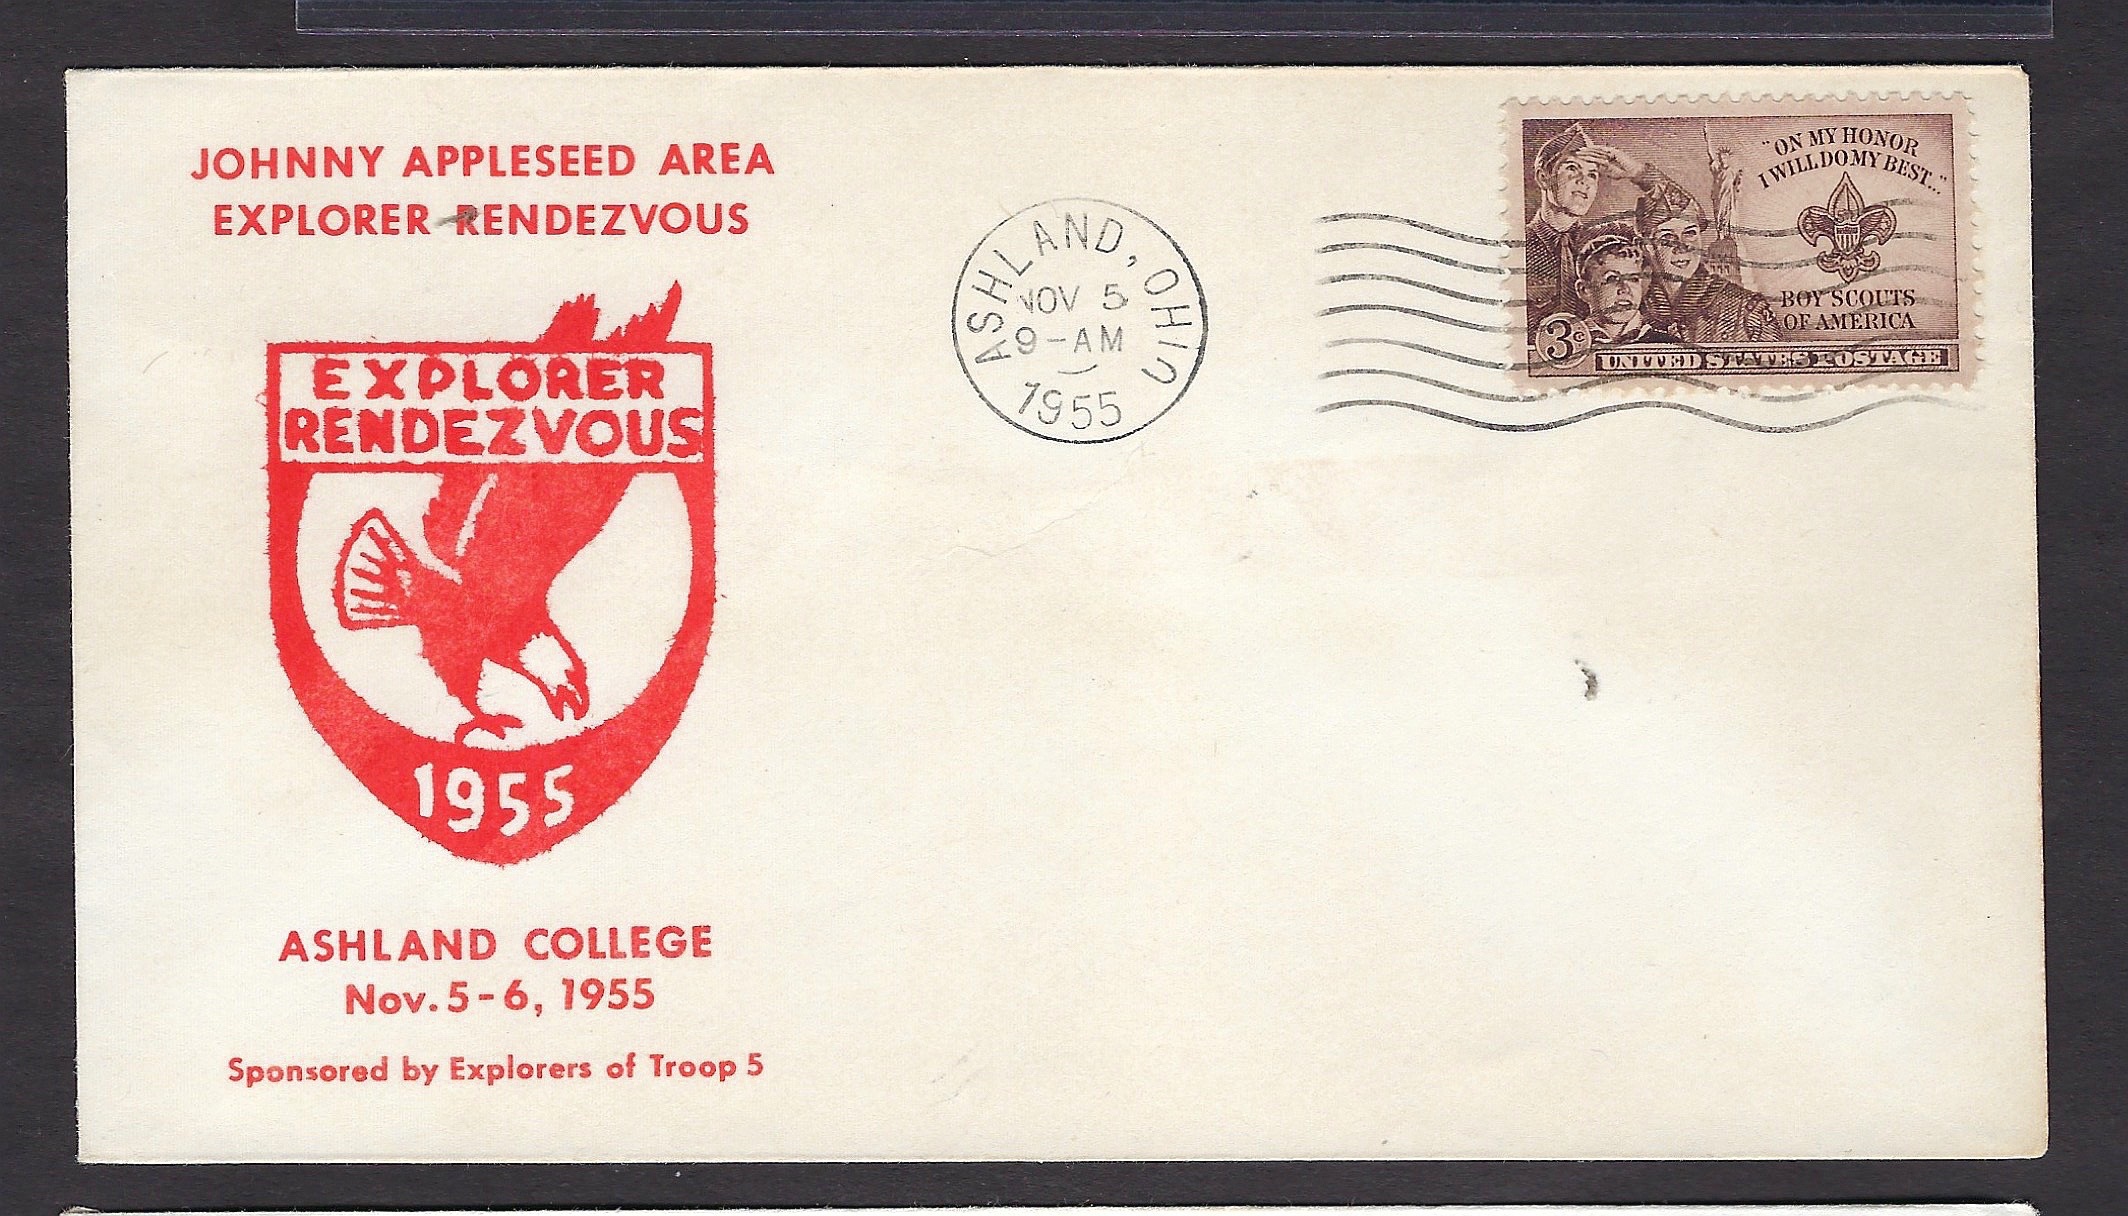 JOHNNY APPLESEED AREA
EXPLORER RENDEZVOUS
EXPLORER
RENDEZVOUS
1955
ASHLAND COLLEGE
Nov. 5-6, 1955
Sponsored by Explorers of Troop 5
ASHLAND, OHIO
NOV 5
9-AM
1955
"ON MY HONOR
I WILL DO MY BEST..."
BOY SCOUTS
OF AMERICA
3¢
UNITED STATES POSTAGE